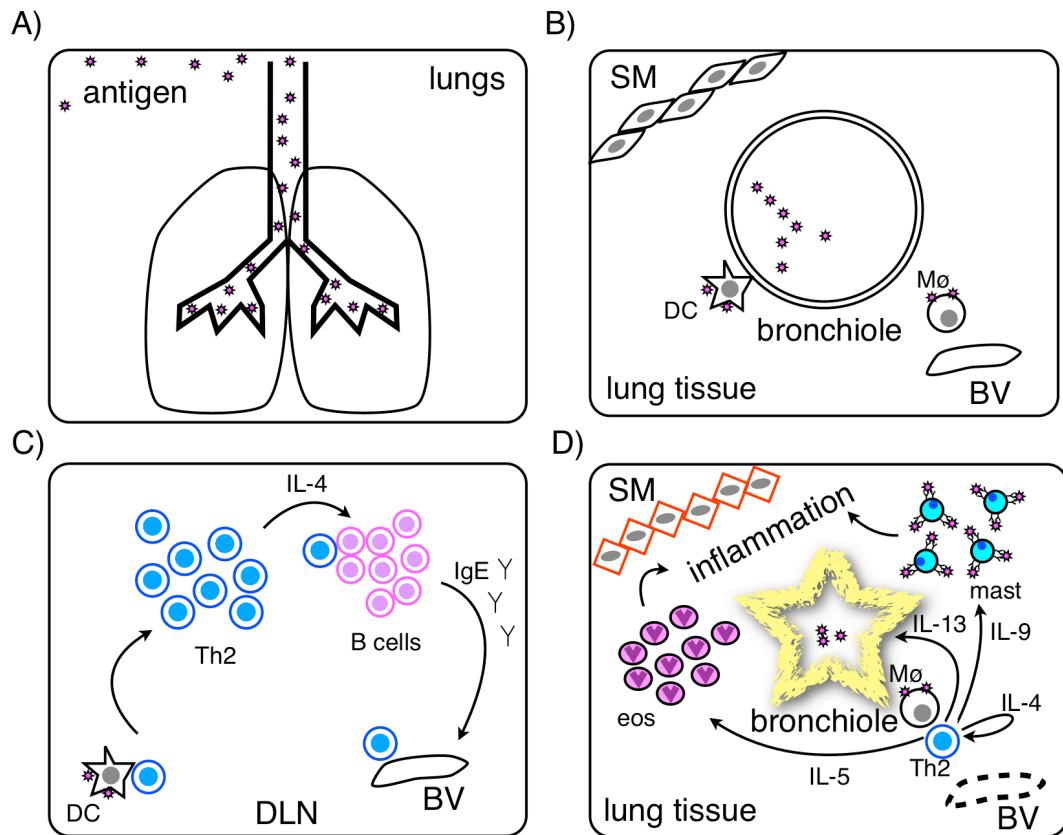 A)
antigen
lungs
B)
SM
DC
Mø
bronchiole
lung tissue
BV
C)
IL-4
IgE
Th2
B cells
DC
DLN
BV
D)
SM
inflammation
mast
IL-13
IL-9
Mø
eos
bronchiole
IL-4
IL-5
Th2
lung tissue
BV